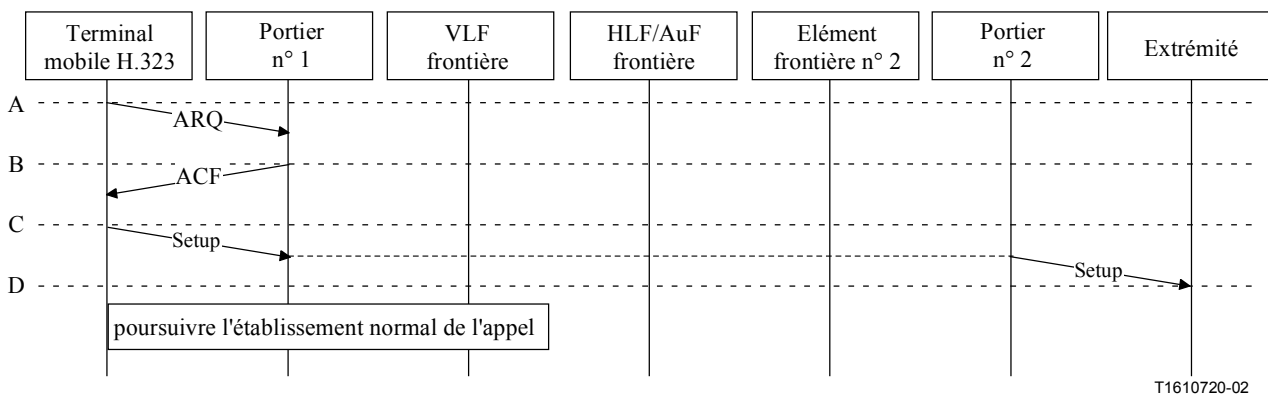 Terminal
mobile H.323
Portier
n° 1
VLF
frontière
HLF/AuF
frontière
Elément
frontière n° 2
Portier
n° 2
Extrémité
A
ARQ
B
ACF
C
Setup
Setup
D
poursuivre l'établissement normal de l'appel
T1610720-02